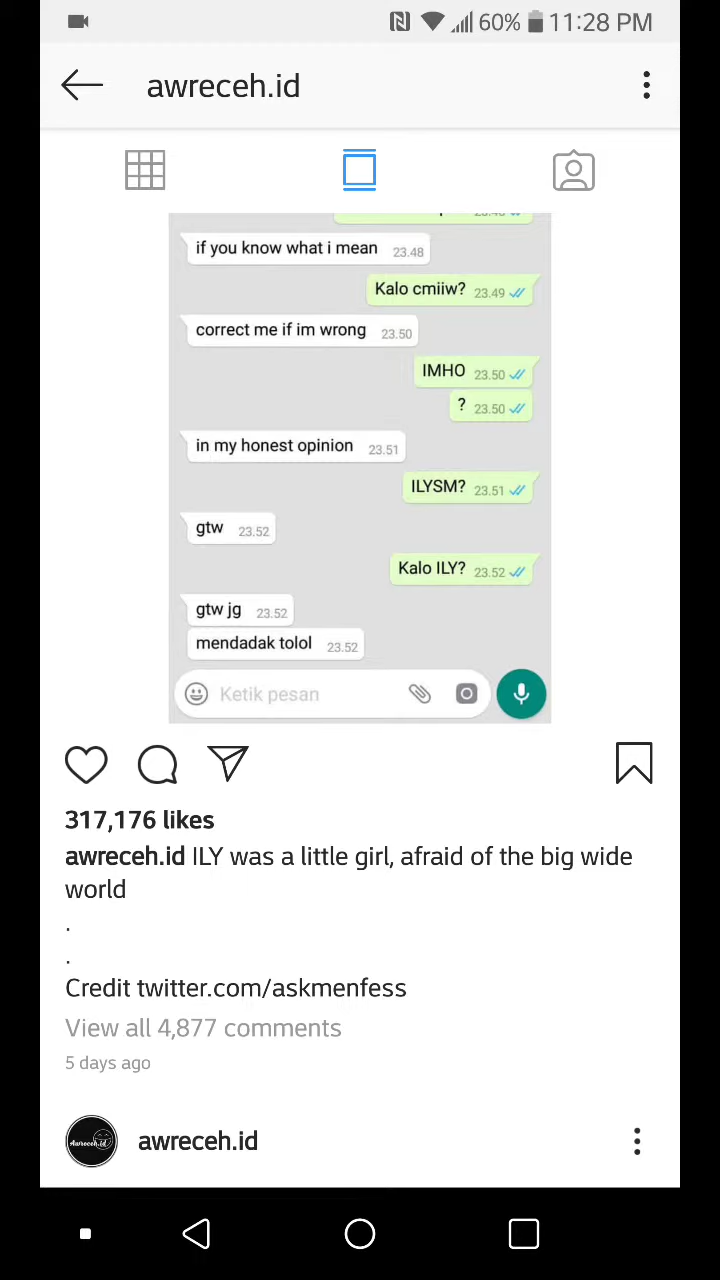 60% 11:28 PM
awreceh.id
if you know what i mean 23.48
Kalo cmiiw? 23.49
correct me if im wrong 23.50
IMHO 23.50
? 23.50
in my honest opinion 23.51
ILYSM? 23.51
gtw 23.52
Kalo ILY? 23.52
gtw jg 23.52
mendadak tolol 23.52
Ketik pesan
317,176 likes
awreceh.id ILY was a little girl, afraid of the big wide
world
.
.
Credit twitter.com/askmenfess
View all 4,877 comments
5 days ago
Awreceh.id
awreceh.id